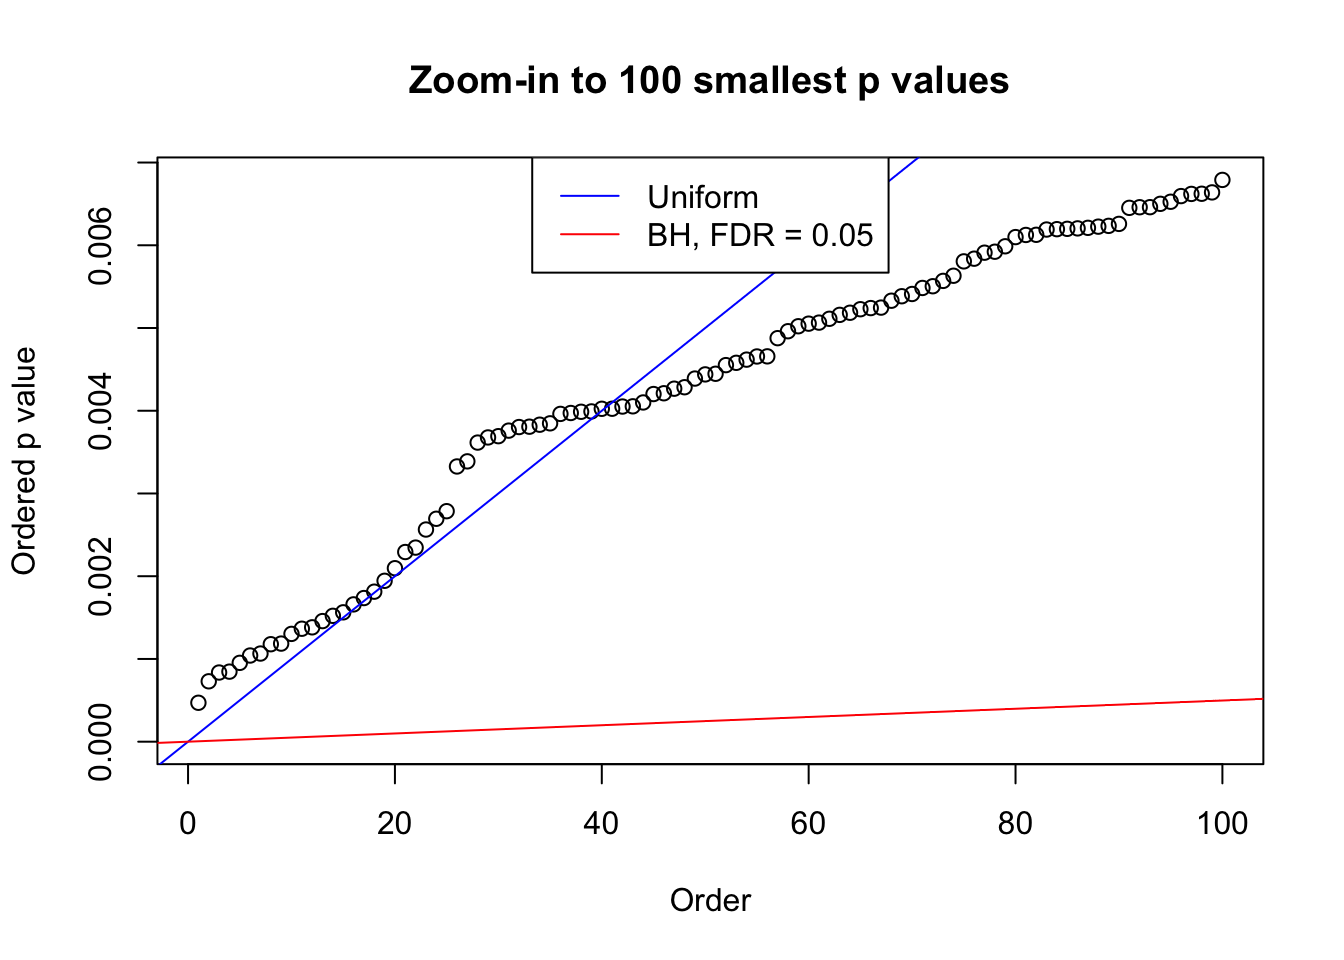 Zoom-in to 100 smallest p values
Uniform
BH, FDR = 0.05
Ordered p value
0.006
0.004
0.002
0.000
0 20 40 60 80 100
Order